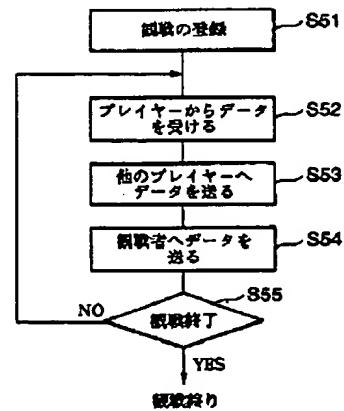 観戦の登録
S51
プレイヤーからデータ
を受ける
S52
他のプレイヤーへ
データを送る
S53
観戦者へデータを
送る
S54
S55
観戦終了
NO
YES
観戦終り